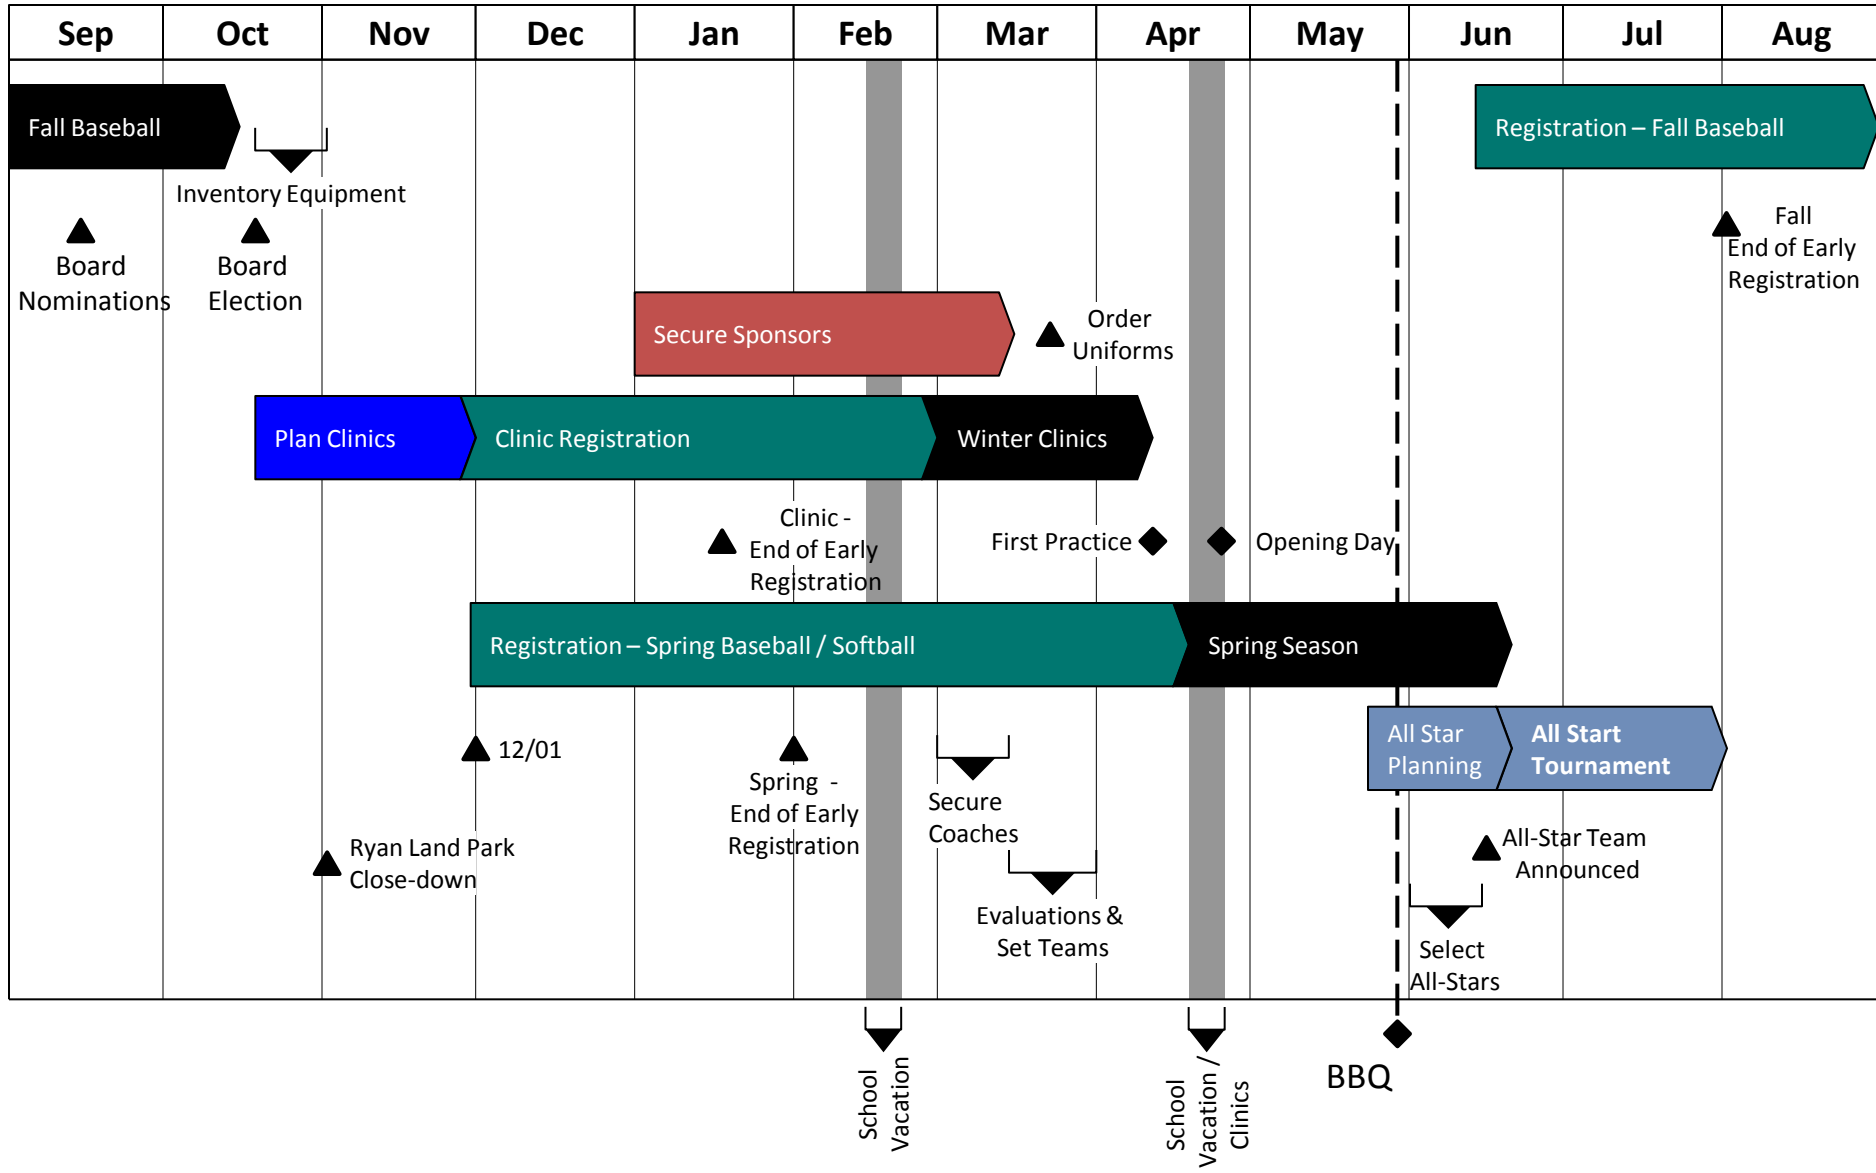 Sep Oct Nov Dec Jan Feb Mar Apr May Jun Jul Aug
Fall Baseball
Registration – Fall Baseball
Inventory Equipment
Board
Nominations
Board
Election
Fall
End of Early
Registration
Secure Sponsors
Order
Uniforms
Plan Clinics
Clinic Registration
Winter Clinics
Clinic -
End of Early
Registration
First Practice
Opening Day
Registration – Spring Baseball / Softball
Spring Season
12/01
Spring -
End of Early
Registration
Secure
Coaches
All Star
Planning
All Start
Tournament
Ryan Land Park
Close-down
Evaluations &
Set Teams
All-Star Team
Announced
Select
All-Stars
School
Vacation
School
Vacation /
Clinics
BBQ